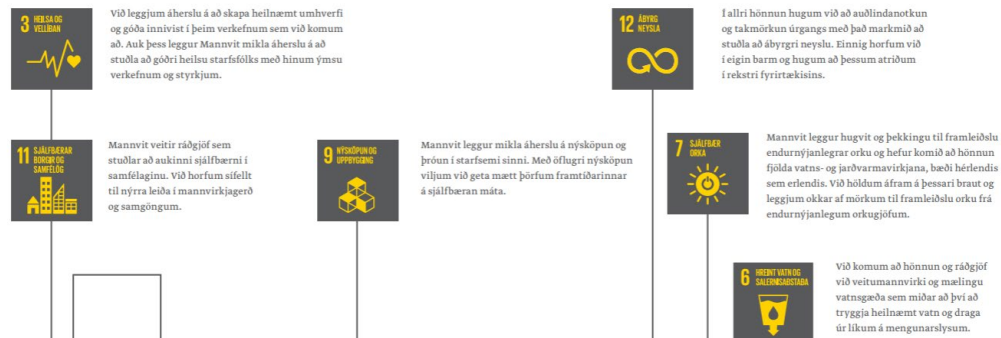 3 HEILSA OG
VELLÍÐAN
Við leggjum áherslu á að skapa heilnæmt umhverfi
og góða innivist í þeim verkefnum sem við komum
að. Auk þess leggur Mannvit mikla áherslu á að
stuðla að góðri heilsu starfsfólks með hinum ýmsu
verkefnum og styrkjum.
12 ÁBYRG
NEYSLA
Í allri hönnun hugum við að auðlindanotkun
og takmörkun úrgangs með það markmið að
stuðla að ábyrgri neyslu. Einnig horfum við
í eigin barm og hugum að þessum atriðum
í rekstri fyrirtækisins.
11 SJÁLFBÆRAR
BORGIR OG
SAMFÉLÖG
Mannvit veitir ráðgjöf sem
stuðlar að aukinni sjálfbærni í
samfélaginu. Við horfum sífellt
til nýrra leiða í mannvirkjagerð
og samgöngum.
9 NÝSKÖPUN OG
UPPBYGGING
Mannvit leggur mikla áherslu á nýsköpun og
þróun í starfsemi sinni. Með öflugri nýsköpun
viljum við geta mætt þörfum framtíðarinnar
á sjálfbæran máta.
7 SJÁLFBÆR
ORKA
Mannvit leggur hugvit og þekkingu til framleiðslu
endurnýjanlegrar orku og hefur komið að hönnun
fjölda vatns- og jarðvarmavirkjana, bæði hérlendis
sem erlendis. Við höldum áfram á þessari braut og
leggjum okkar af mörkum til framleiðslu orku frá
endurnýjanlegum orkugjöfum.
6 HREINT VATN OG
SALERNISAÐSTAÐA
Við komum að hönnun og ráðgjöf
við veitumannvirki og mælingu
vatnsgæða sem miðar að því að
tryggja heilnæmt vatn og draga
úr líkum á mengunarslysum.